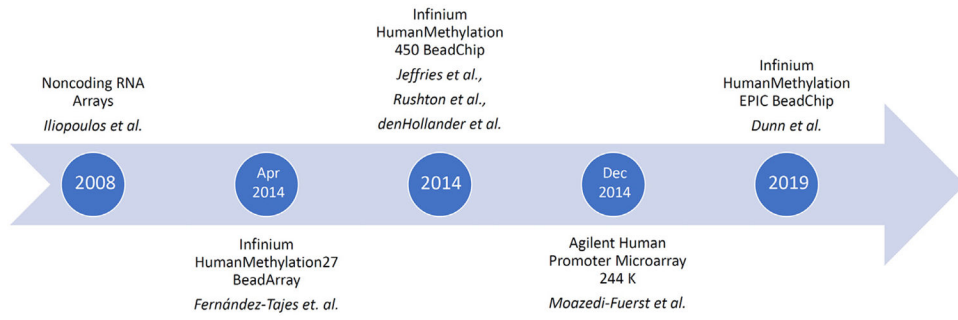 Noncoding RNA
Arrays
Iliopoulos et al.
2008
Apr
2014
Infinium
HumanMethylation27
BeadArray
Fernández-Tajes et. al.
Infinium
HumanMethylation
450 BeadChip
Jeffries et al.,
Rushton et al.,
denHollander et al.
2014
Dec
2014
Agilent Human
Promoter Microarray
244 K
Moazedi-Fuerst et al.
Infinium
HumanMethylation
EPIC BeadChip
Dunn et al.
2019